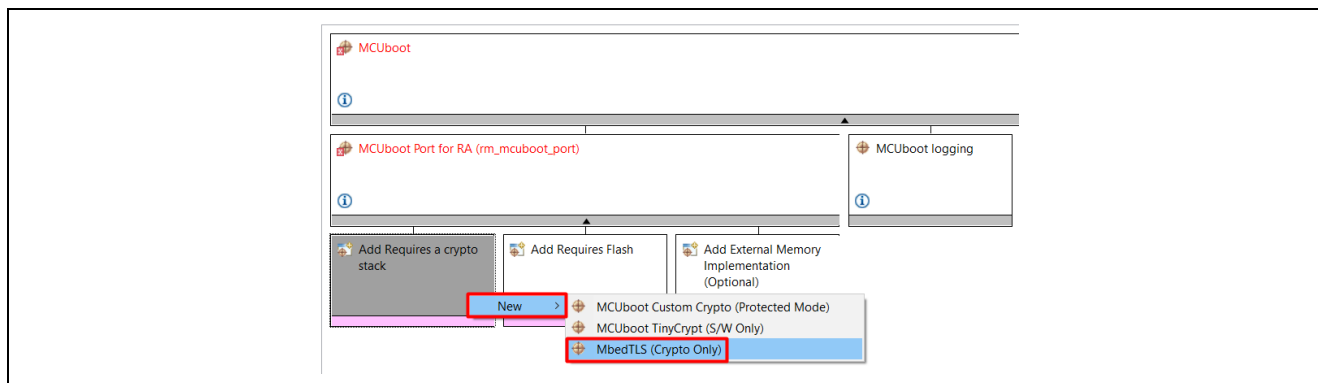 MCUboot
MCUboot Port for RA (rm_mcuboot_port)
MCUboot logging
Add Requires a crypto
stack
Add Requires Flash
Add External Memory
Implementation
(Optional)
New >
MCUboot Custom Crypto (Protected Mode)
MCUboot TinyCrypt (S/W Only)
MbedTLS (Crypto Only)